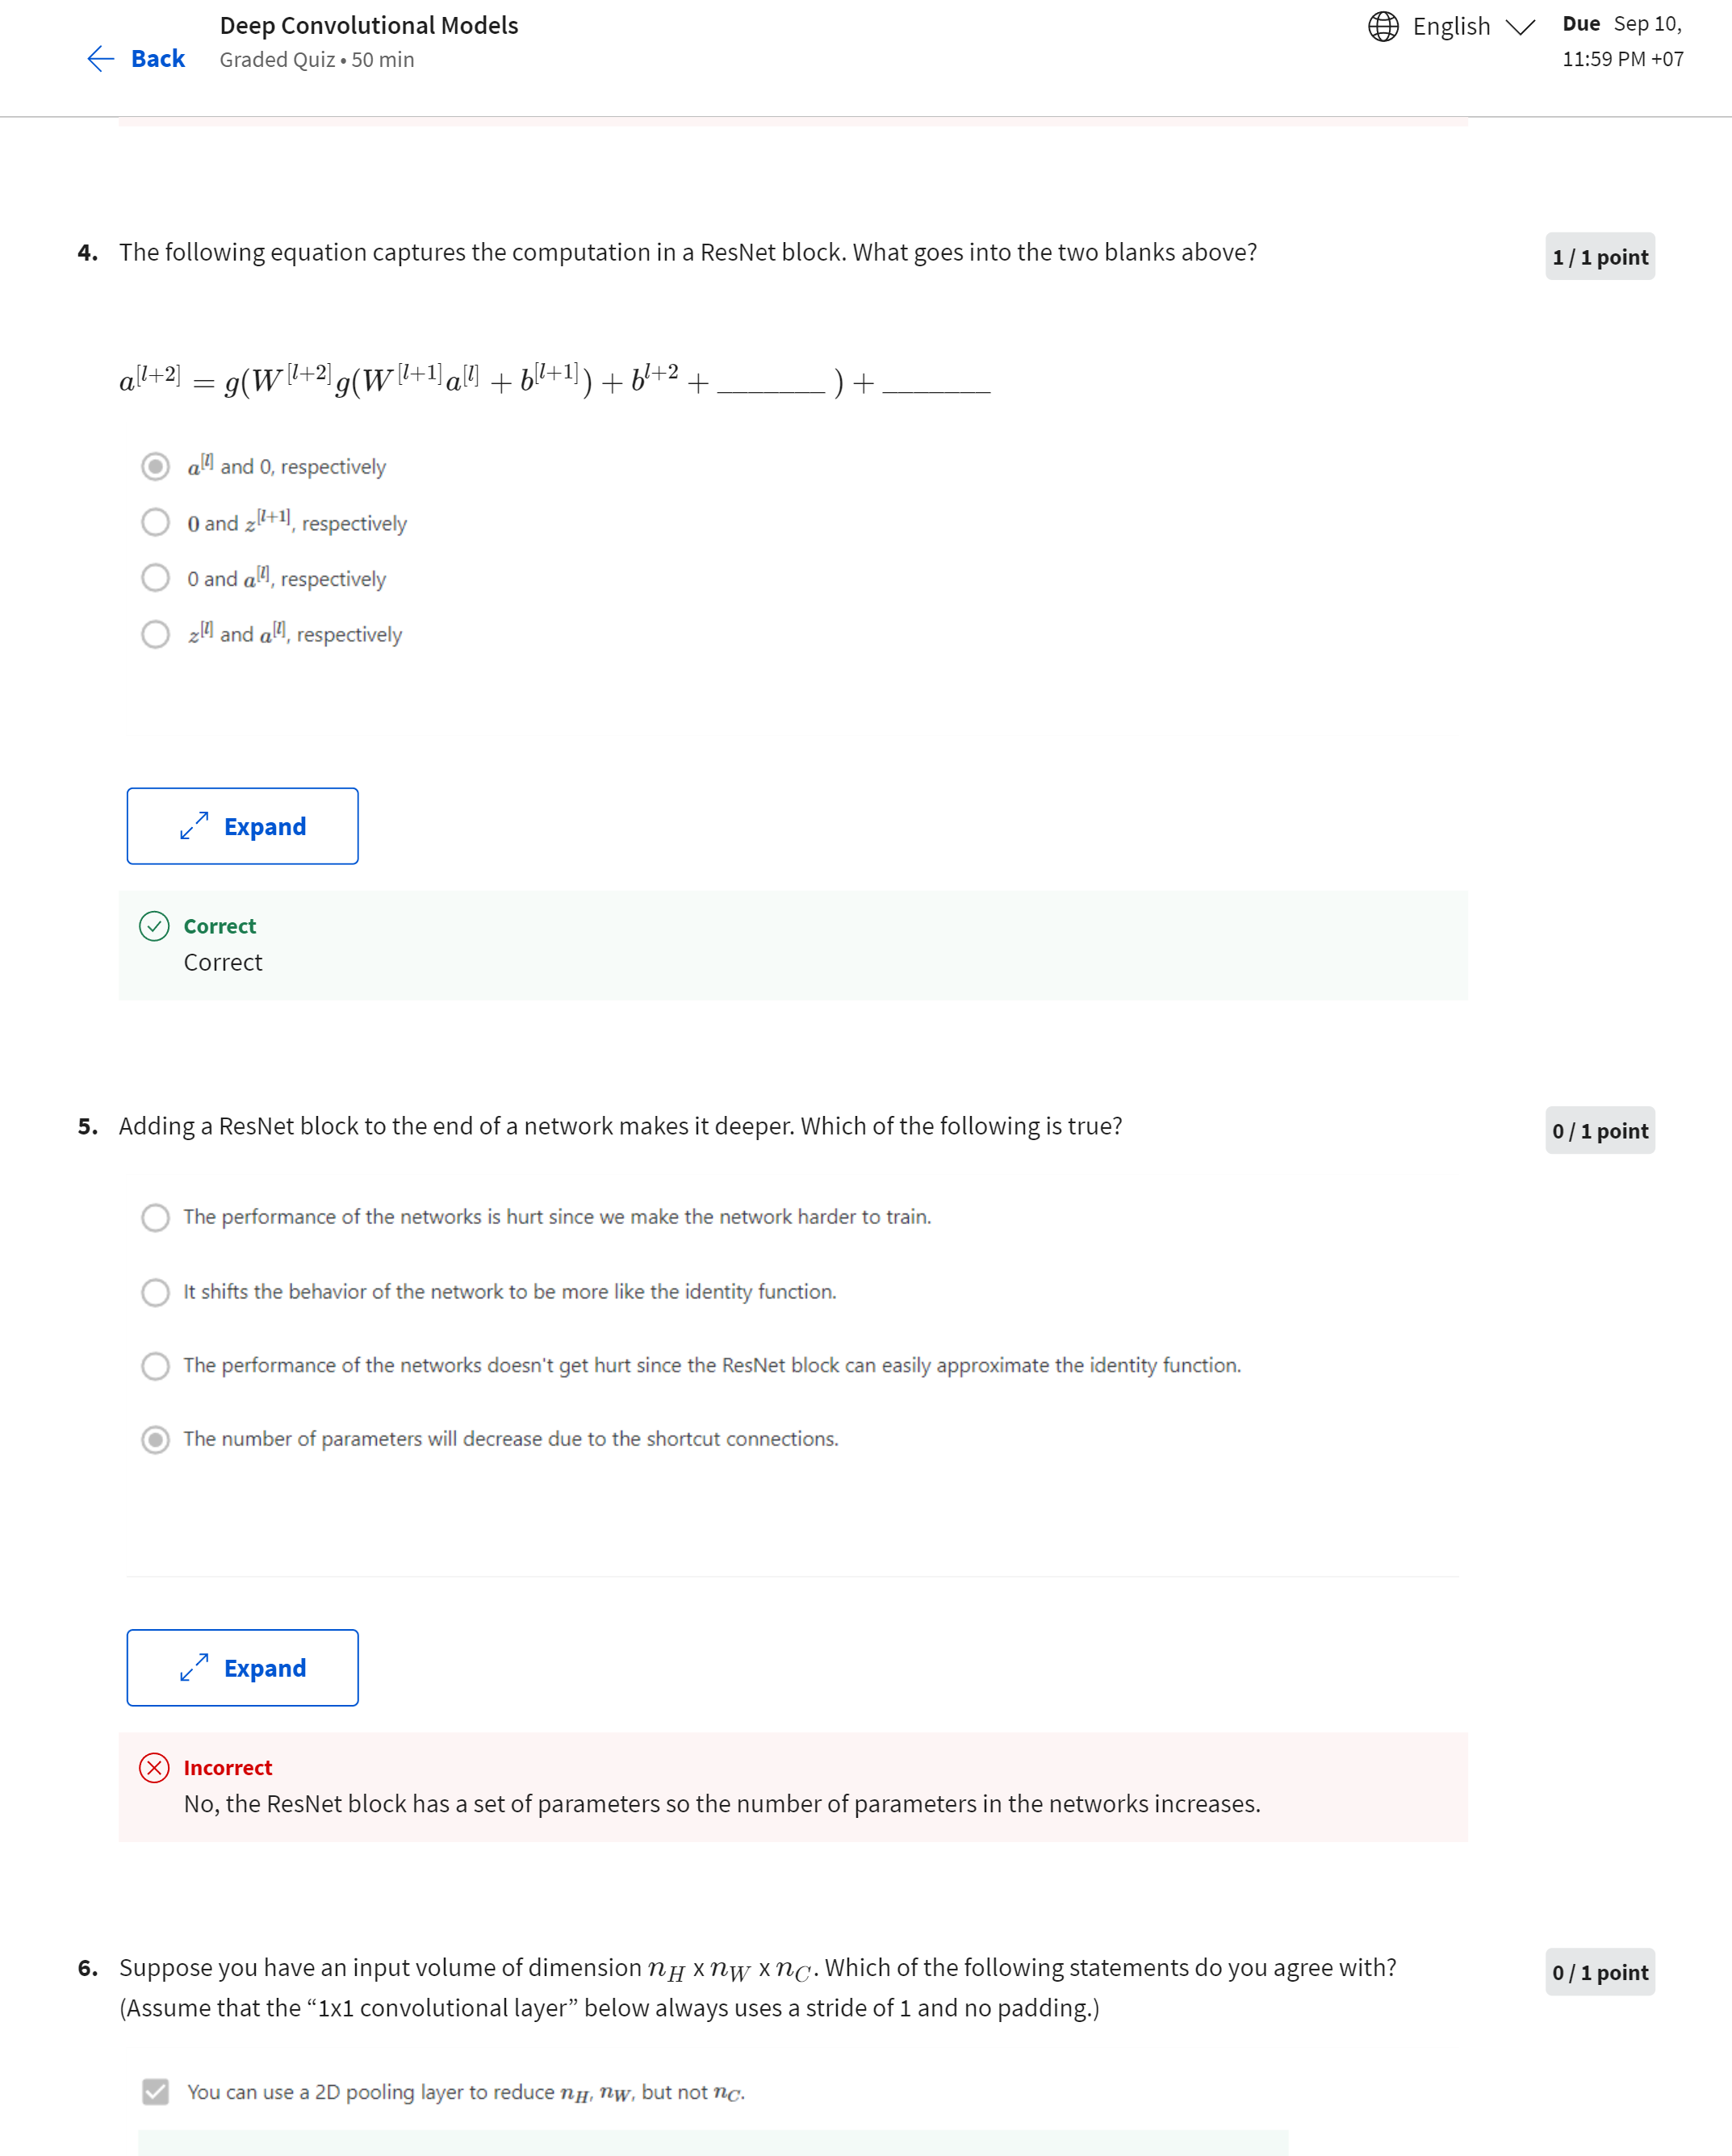 Deep Convolutional Models
Back
Graded Quiz • 50 min
English
Due Sep 10,
11:59 PM +07
4. The following equation captures the computation in a ResNet block. What goes into the two blanks above?
1 / 1 point
a^[l+2] = g(W^[l+2] g(W^[l+1] a^[l] + b^[l+1]) + b^l+2 + _______ ) + _______
a^[l] and 0, respectively
0 and z^[l+1], respectively
0 and a^[l], respectively
z^[l] and a^[l], respectively
Expand
Correct
Correct
5. Adding a ResNet block to the end of a network makes it deeper. Which of the following is true?
0 / 1 point
The performance of the networks is hurt since we make the network harder to train.
It shifts the behavior of the network to be more like the identity function.
The performance of the networks doesn't get hurt since the ResNet block can easily approximate the identity function.
The number of parameters will decrease due to the shortcut connections.
Expand
Incorrect
No, the ResNet block has a set of parameters so the number of parameters in the networks increases.
6. Suppose you have an input volume of dimension n_H x n_W x n_C. Which of the following statements do you agree with?
0 / 1 point
(Assume that the “1x1 convolutional layer” below always uses a stride of 1 and no padding.)
You can use a 2D pooling layer to reduce n_H, n_W, but not n_C.